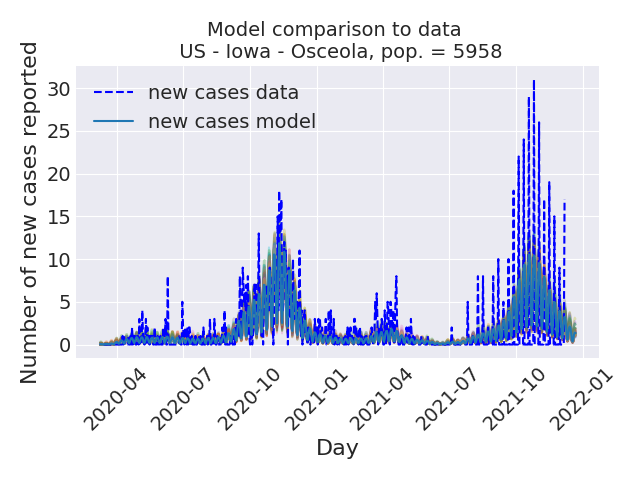 Model comparison to data
US - Iowa - Osceola, pop. = 5958
Number of new cases reported
30
25
20
15
10
5
0
new cases data
new cases model
2020-04
2020-07
2020-10
2021-01
2021-04
2021-07
2021-10
2022-01
Day